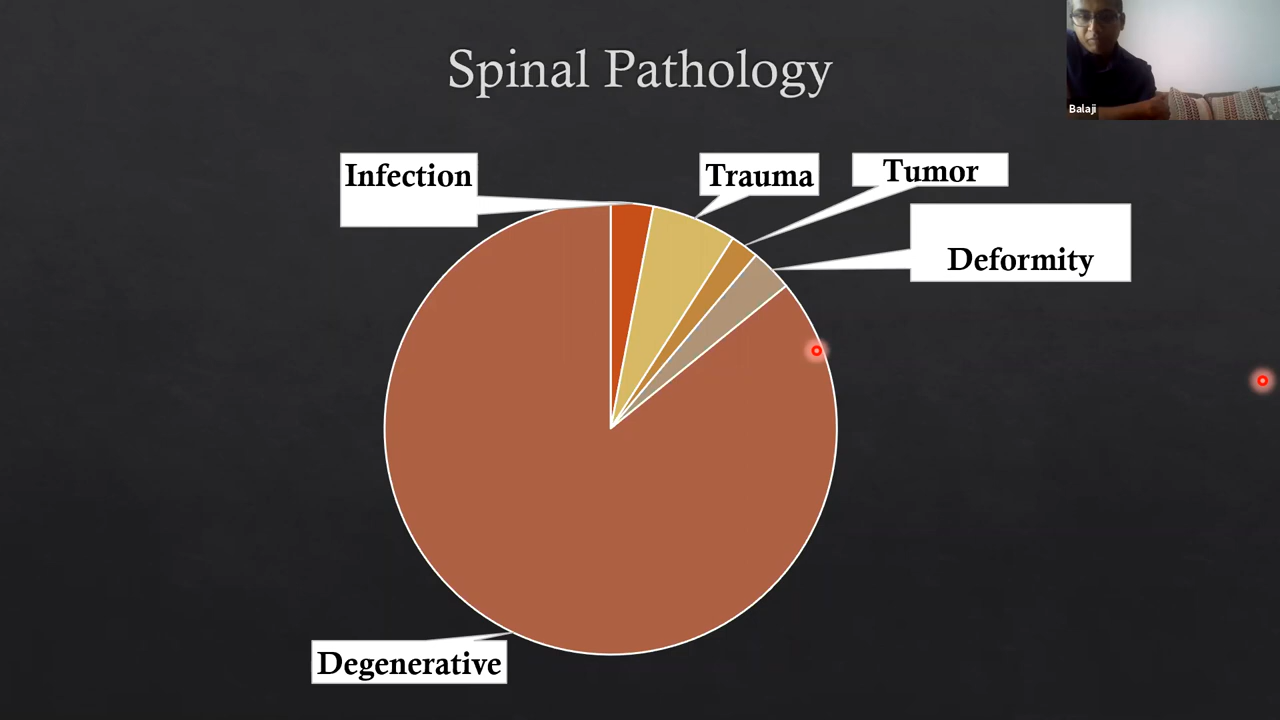 Spinal Pathology
Balaji
Infection
Trauma
Tumor
Deformity
Degenerative